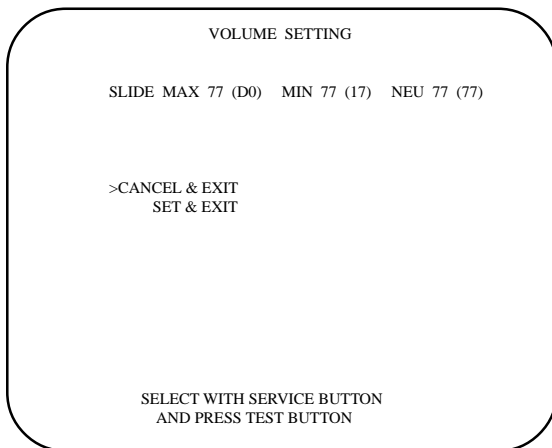 VOLUME SETTING
SLIDE MAX 77 (D0) MIN 77 (17) NEU 77 (77)
>CANCEL & EXIT
SET & EXIT
SELECT WITH SERVICE BUTTON
AND PRESS TEST BUTTON